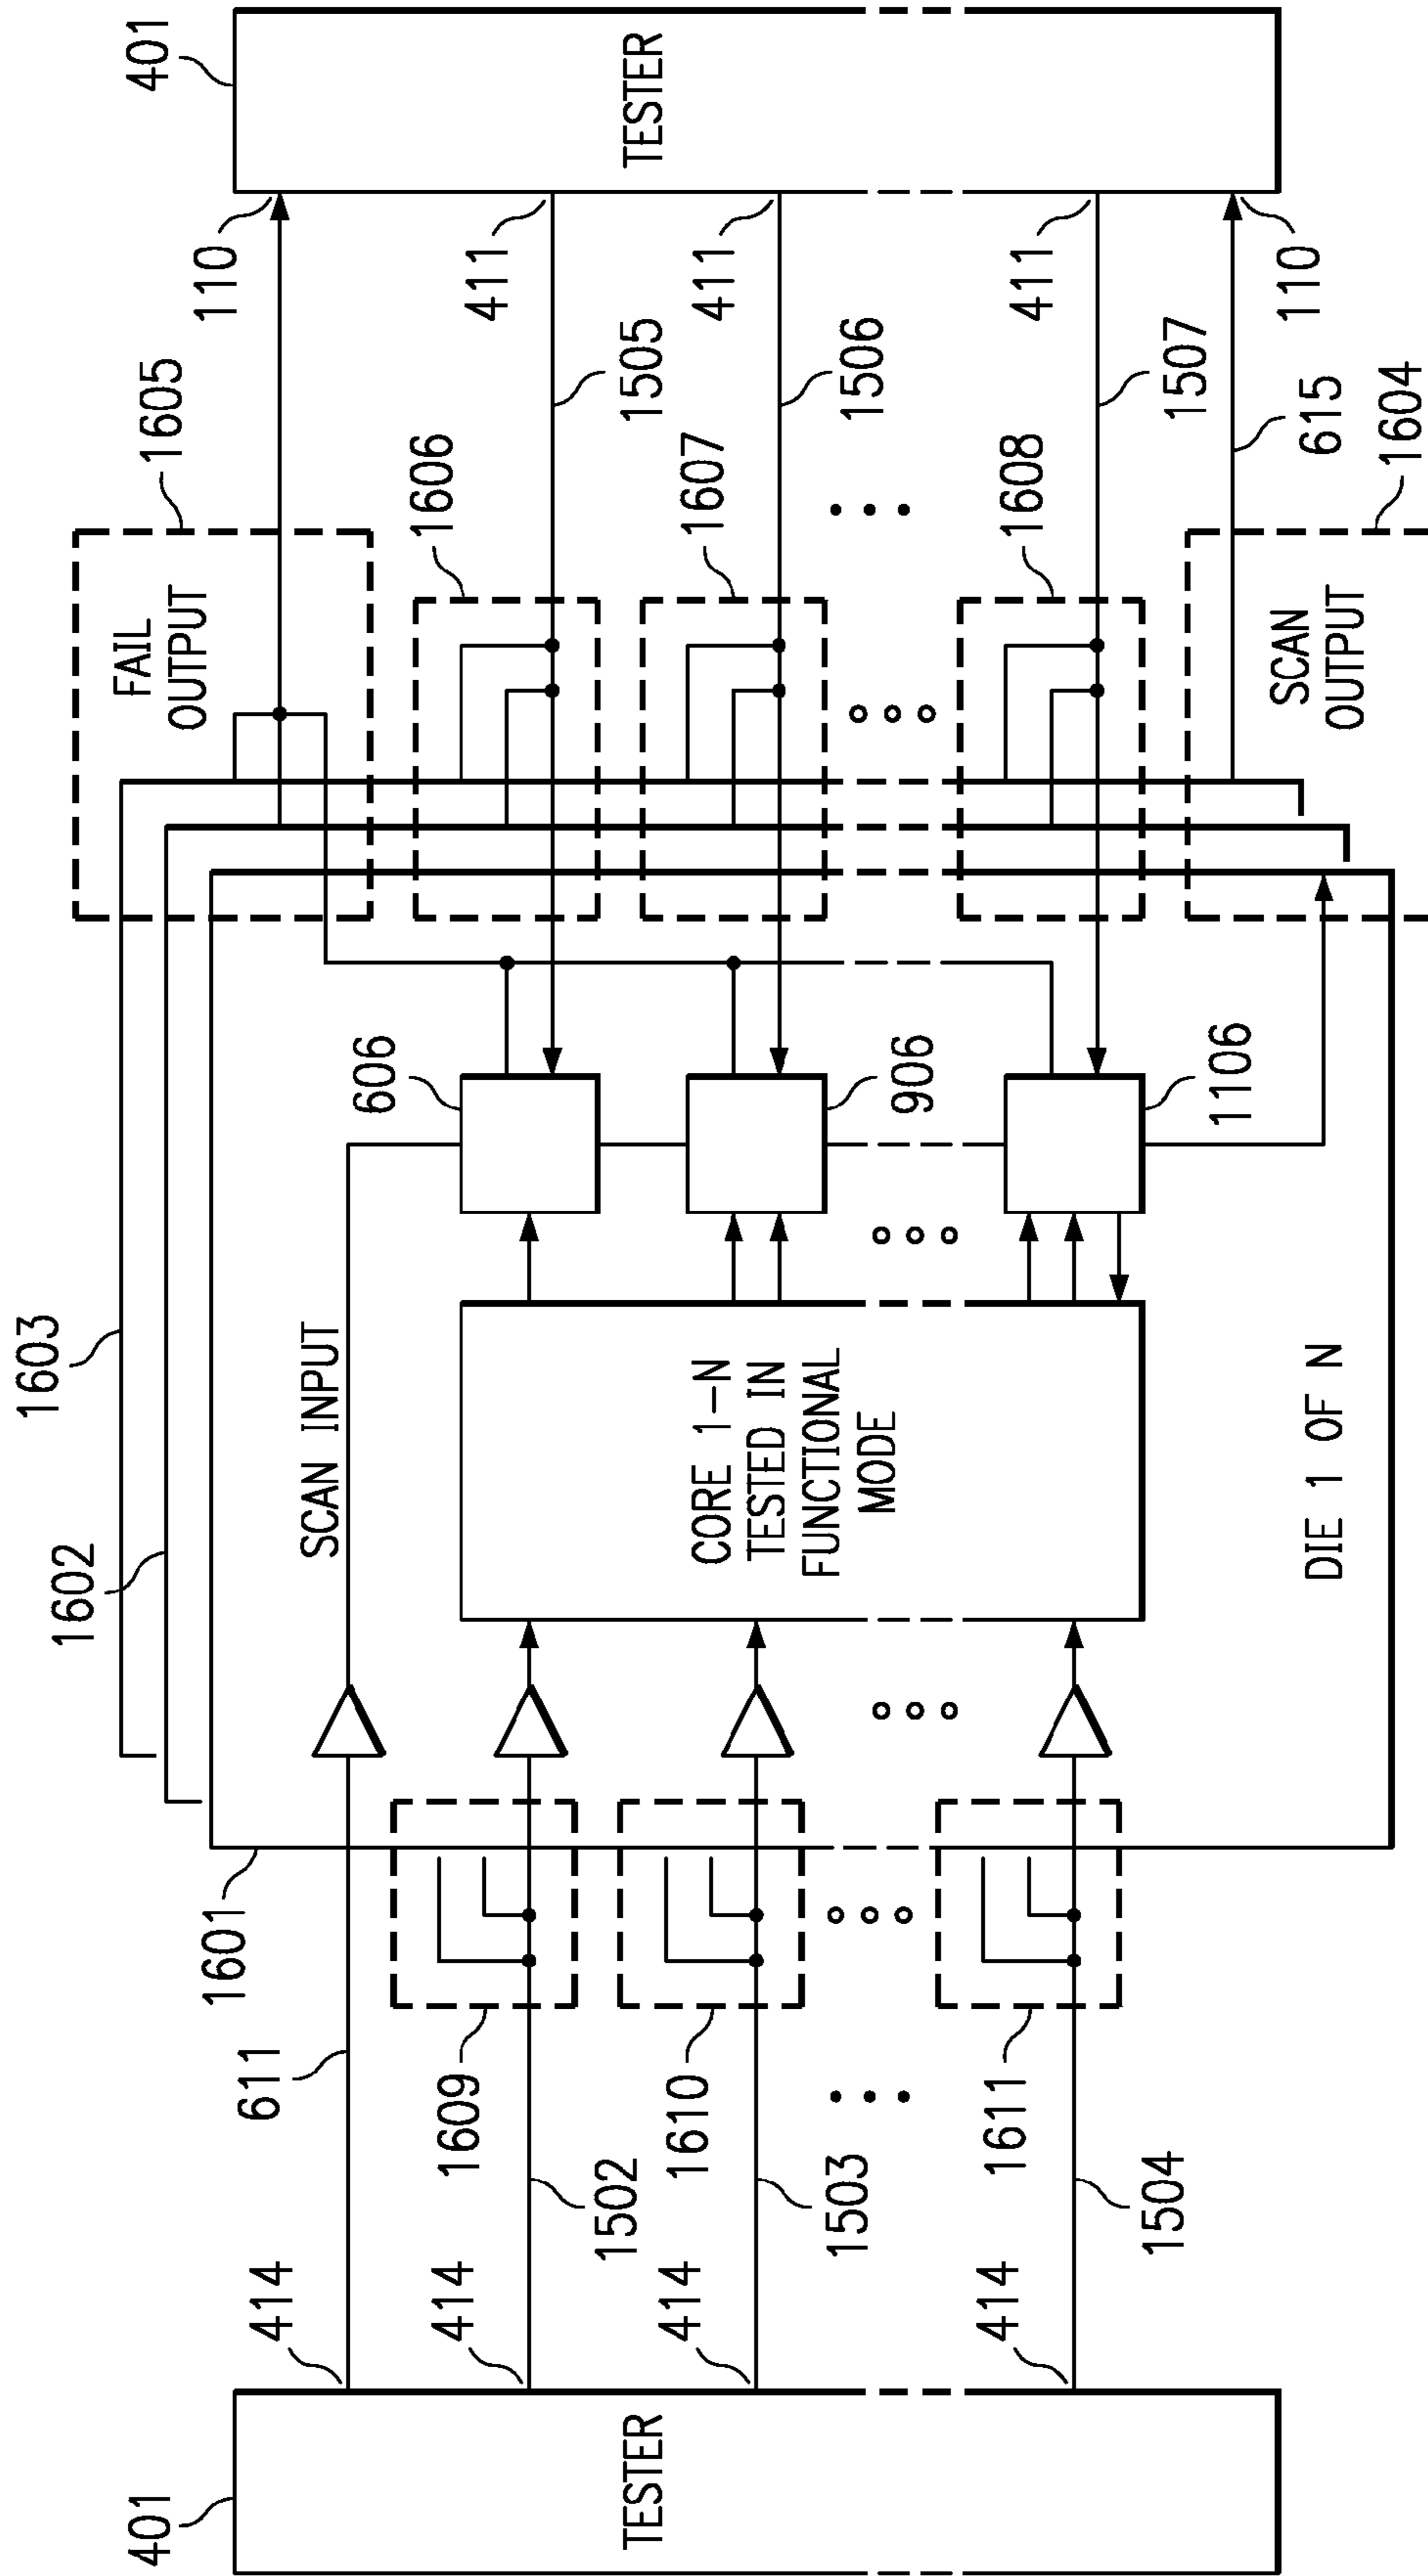 401
TESTER
414
414
414
414
611
1609
1502
1610
1503
1611
1504
1601
1602
1603
SCAN INPUT
CORE 1-N
TESTED IN
FUNCTIONAL
MODE
DIE 1 OF N
606
906
1106
FAIL
OUTPUT
1605
1606
1607
1608
SCAN
OUTPUT
1604
1505
1506
1507
615
110
411
411
411
110
401
TESTER